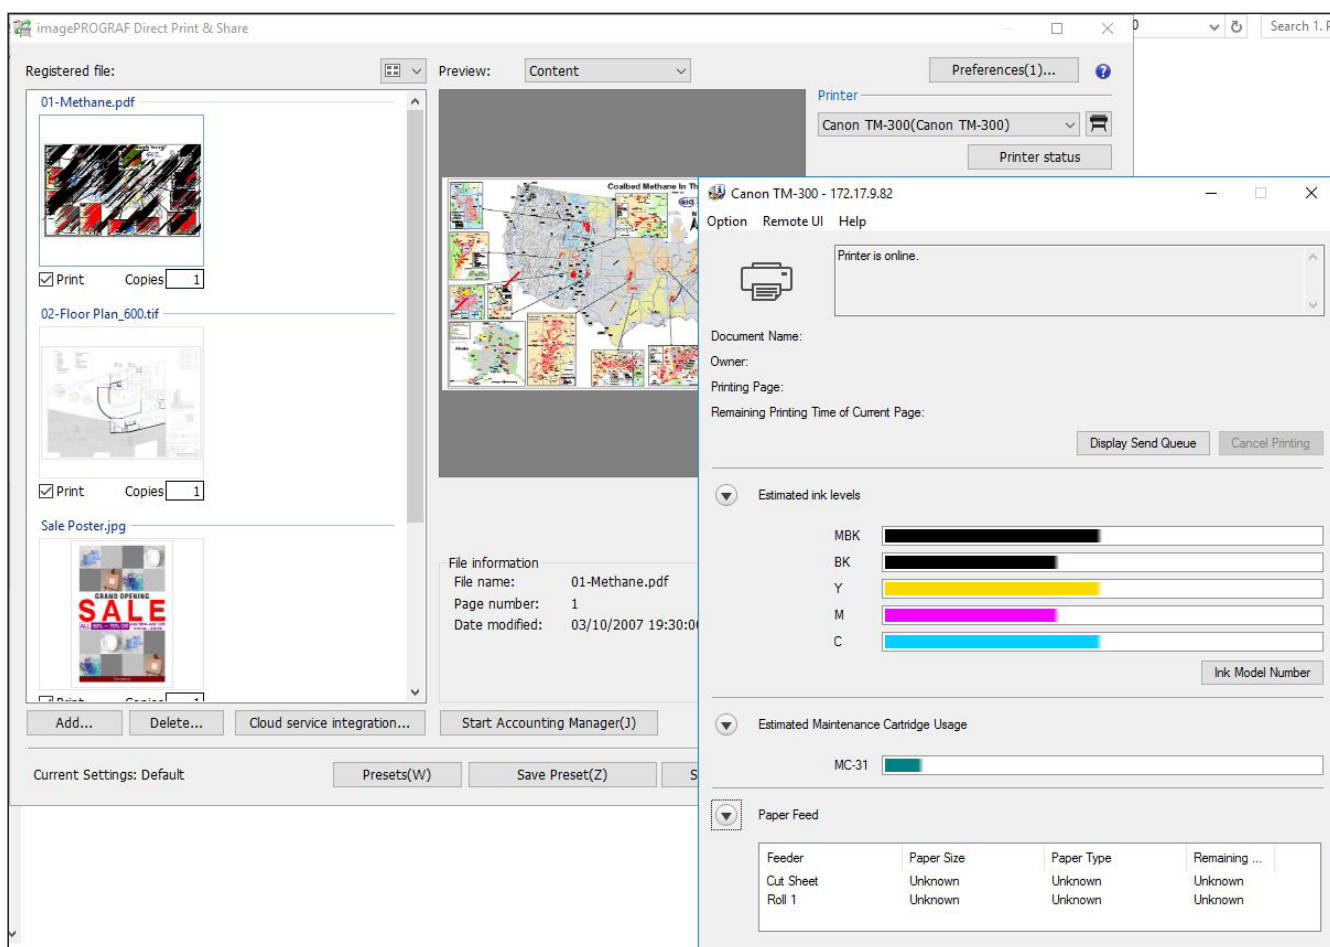 imagePROGRAF Direct Print & Share
Search 1. P
Registered file:
Preview:
Content
Preferences(1)...
01-Methane.pdf
Print
Copies
1
02-Floor Plan_600.tif
Print
Copies
1
Sale Poster.jpg
GRAND OPENING
SALE
Print
Copies
1
Coalbed Methane In Th
Printer
Canon TM-300(Canon TM-300)
Printer status
File information
File name: 01-Methane.pdf
Page number: 1
Date modified: 03/10/2007 19:30:00
Add...
Delete...
Cloud service integration...
Start Accounting Manager(J)
Current Settings: Default
Presets(W)
Save Preset(Z)
S
Canon TM-300 - 172.17.9.82
Option Remote UI Help
Printer is online.
Document Name:
Owner:
Printing Page:
Remaining Printing Time of Current Page:
Display Send Queue
Cancel Printing
Estimated ink levels
MBK
BK
Y
M
C
Ink Model Number
Estimated Maintenance Cartridge Usage
MC-31
Paper Feed
Feeder Paper Size Paper Type Remaining ...
Cut Sheet Unknown Unknown Unknown
Roll 1 Unknown Unknown Unknown